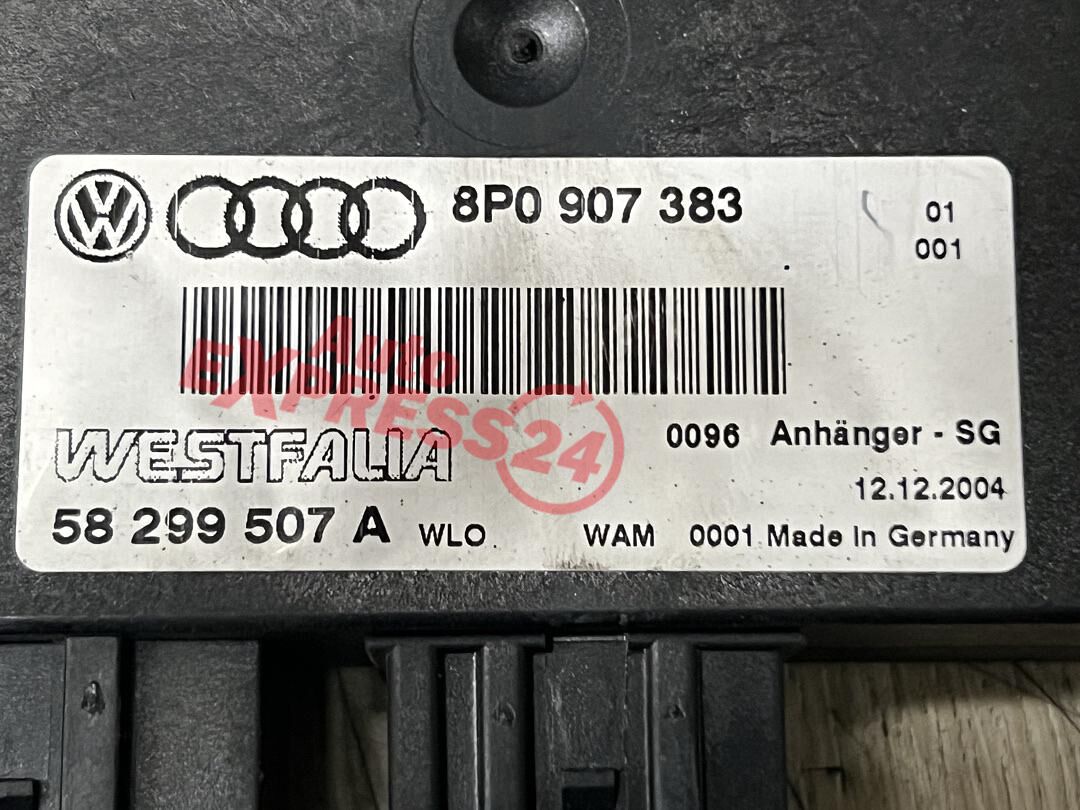 8P0 907 383
01
001
Auto
EXPRESS24
WESTFALIA
0096 Anhänger - SG
12.12.2004
58 299 507 A WLO WAM 0001 Made In Germany